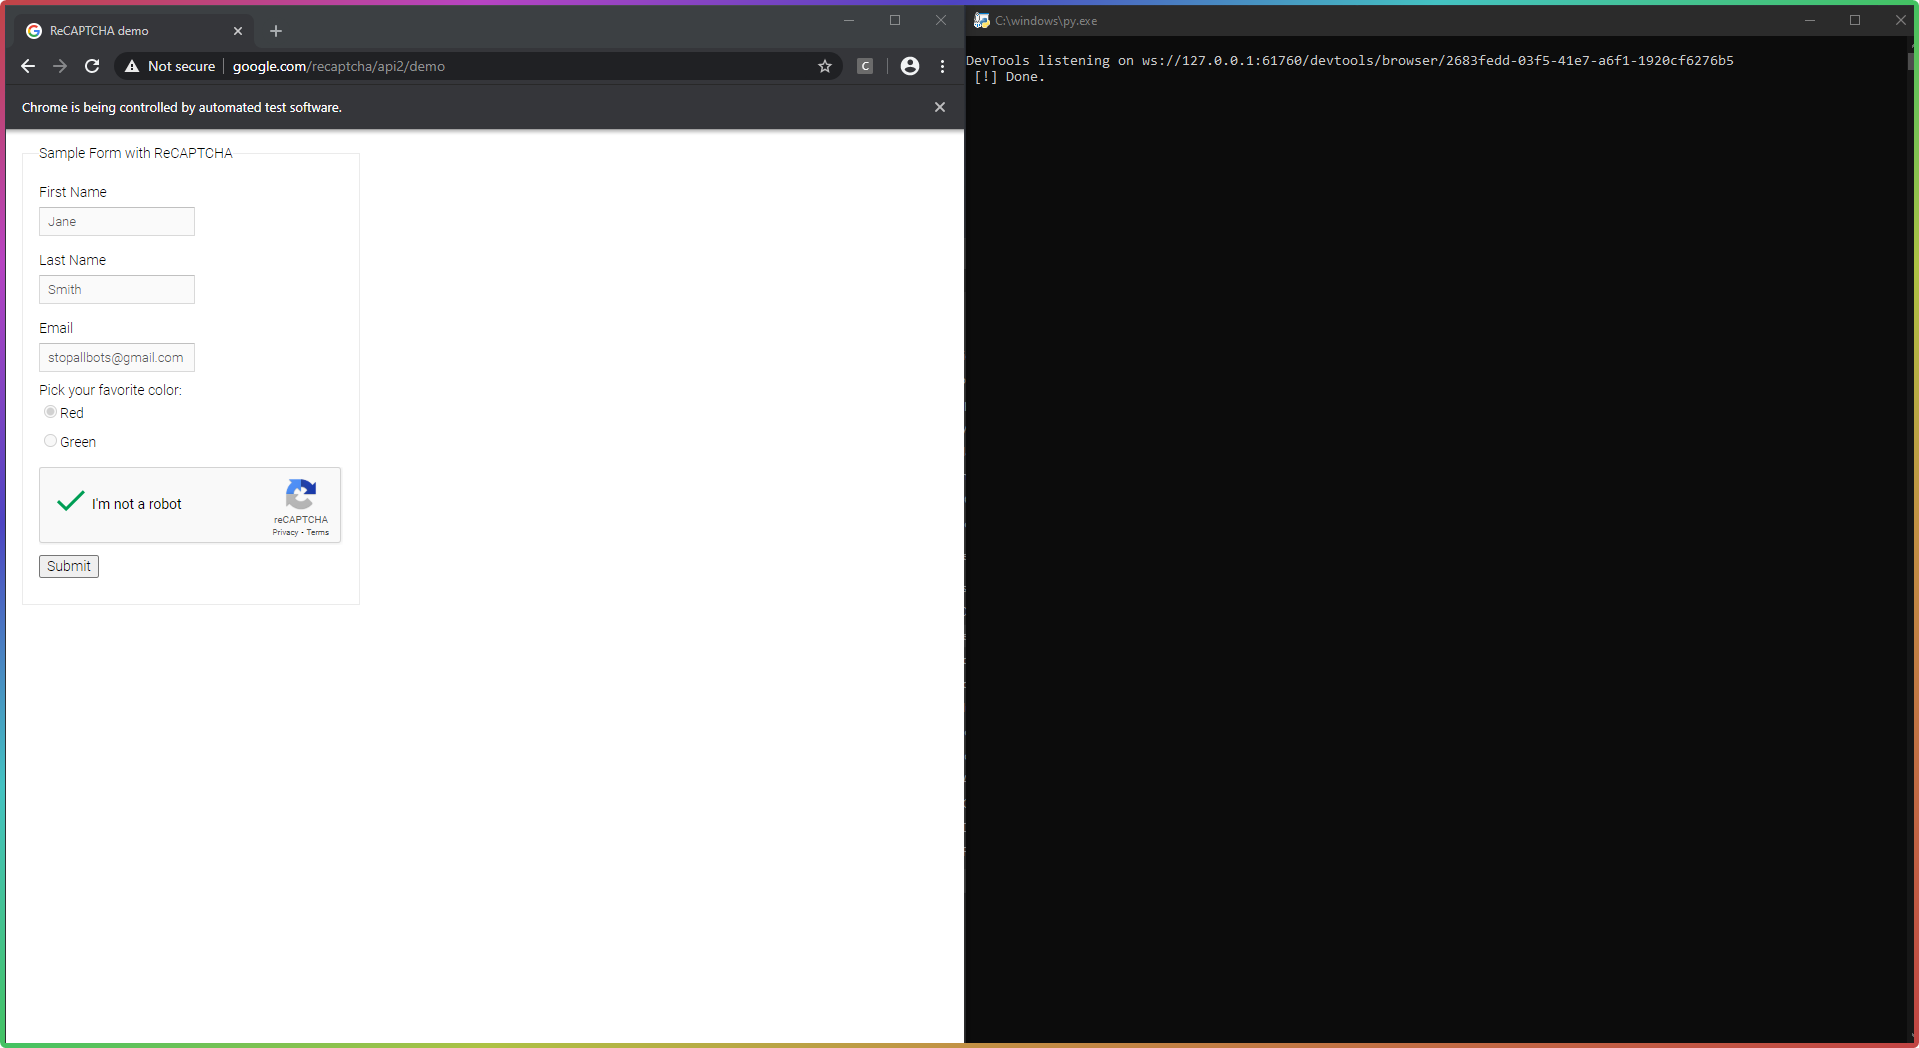 ReCAPTCHA demo
Not secure
google.com/recaptcha/api2/demo
C
Chrome is being controlled by automated test software.
Sample Form with ReCAPTCHA
First Name
Jane
Last Name
Smith
Email
stopallbots@gmail.com
Pick your favorite color:
Red
Green
I'm not a robot
reCAPTCHA
Privacy - Terms
Submit
C:\windows\py.exe
DevTools listening on ws://127.0.0.1:61760/devtools/browser/2683fedd-03f5-41e7-a6f1-1920cf6276b5
[!] Done.